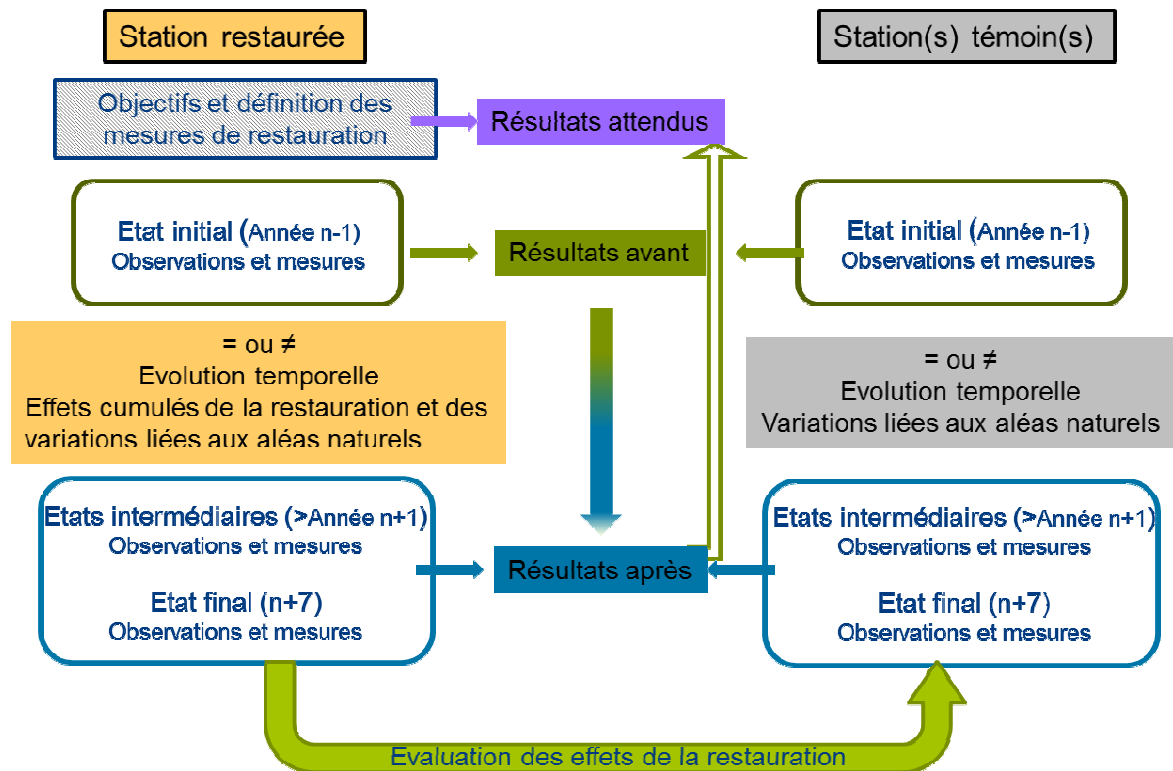 Station restaurée
Station(s) témoin(s)
Objectifs et définition des
mesures de restauration
Résultats attendus
Etat initial (Année n-1)
Observations et mesures
Résultats avant
Etat initial (Année n-1)
Observations et mesures
= ou ≠
Evolution temporelle
Effets cumulés de la restauration et des
variations liées aux aléas naturels
= ou ≠
Evolution temporelle
Variations liées aux aléas naturels
Etats intermédiaires (>Année n+1)
Observations et mesures
Etat final (n+7)
Observations et mesures
Résultats après
Etats intermédiaires (>Année n+1)
Observations et mesures
Etat final (n+7)
Observations et mesures
Evaluation des effets de la restauration